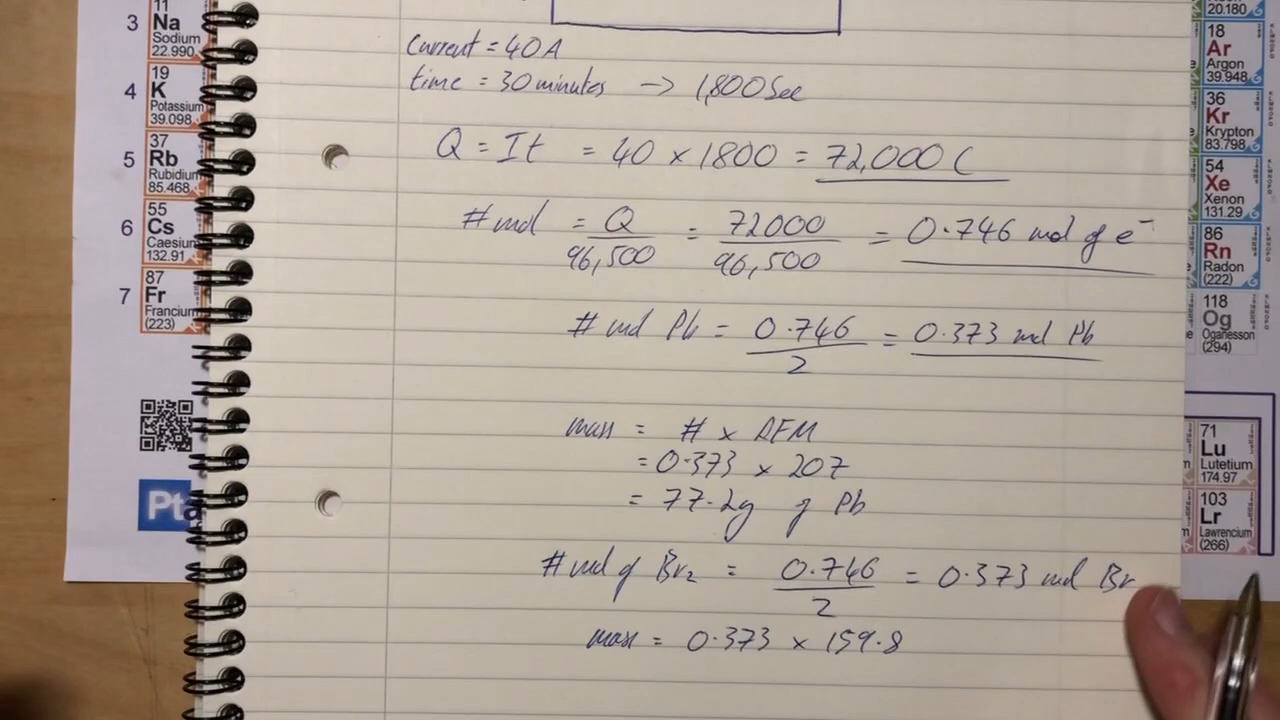 3
11
Na
Sodium
22.990
4
19
K
Potassium
39.098
5
37
Rb
Rubidium
85.468
6
55
Cs
Caesium
132.91
7
87
Fr
Francium
(223)
Pta
Current = 40A
time = 30 minutes → 1,800 Sec
Q = It = 40 × 1800 = 72,000 C
# mol = Q / 96,500 = 72000 / 96,500 = 0.746 mol of e⁻
# mol Pb = 0.746 / 2 = 0.373 mol Pb
mass = # × RFM
= 0.373 × 207
= 77.2g of Pb
# mol of Br₂ = 0.746 / 2 = 0.373 mol Br
mass = 0.373 × 159.8
20.180
18
Ar
Argon
39.948
36
Kr
Krypton
83.798
54
Xe
Xenon
131.29
86
Rn
Radon
(222)
118
Og
Oganesson
(294)
71
Lu
Lutetium
174.97
103
Lr
Lawrencium
(266)